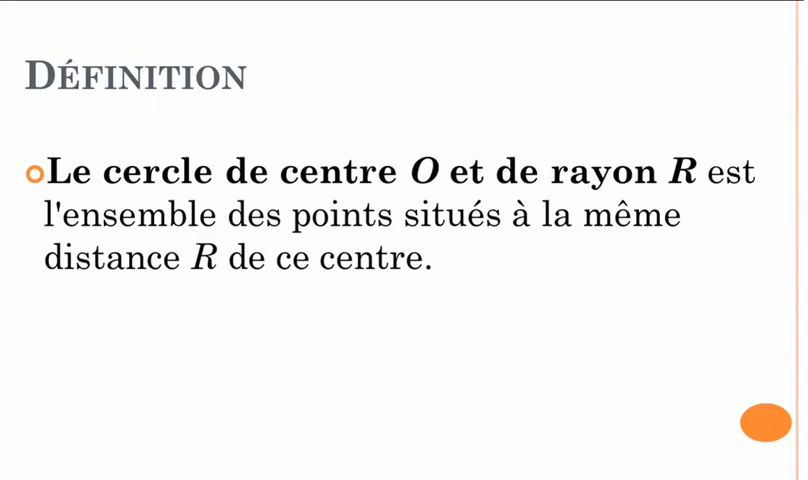 DÉFINITION
Le cercle de centre O et de rayon R est
l'ensemble des points situés à la même
distance R de ce centre.